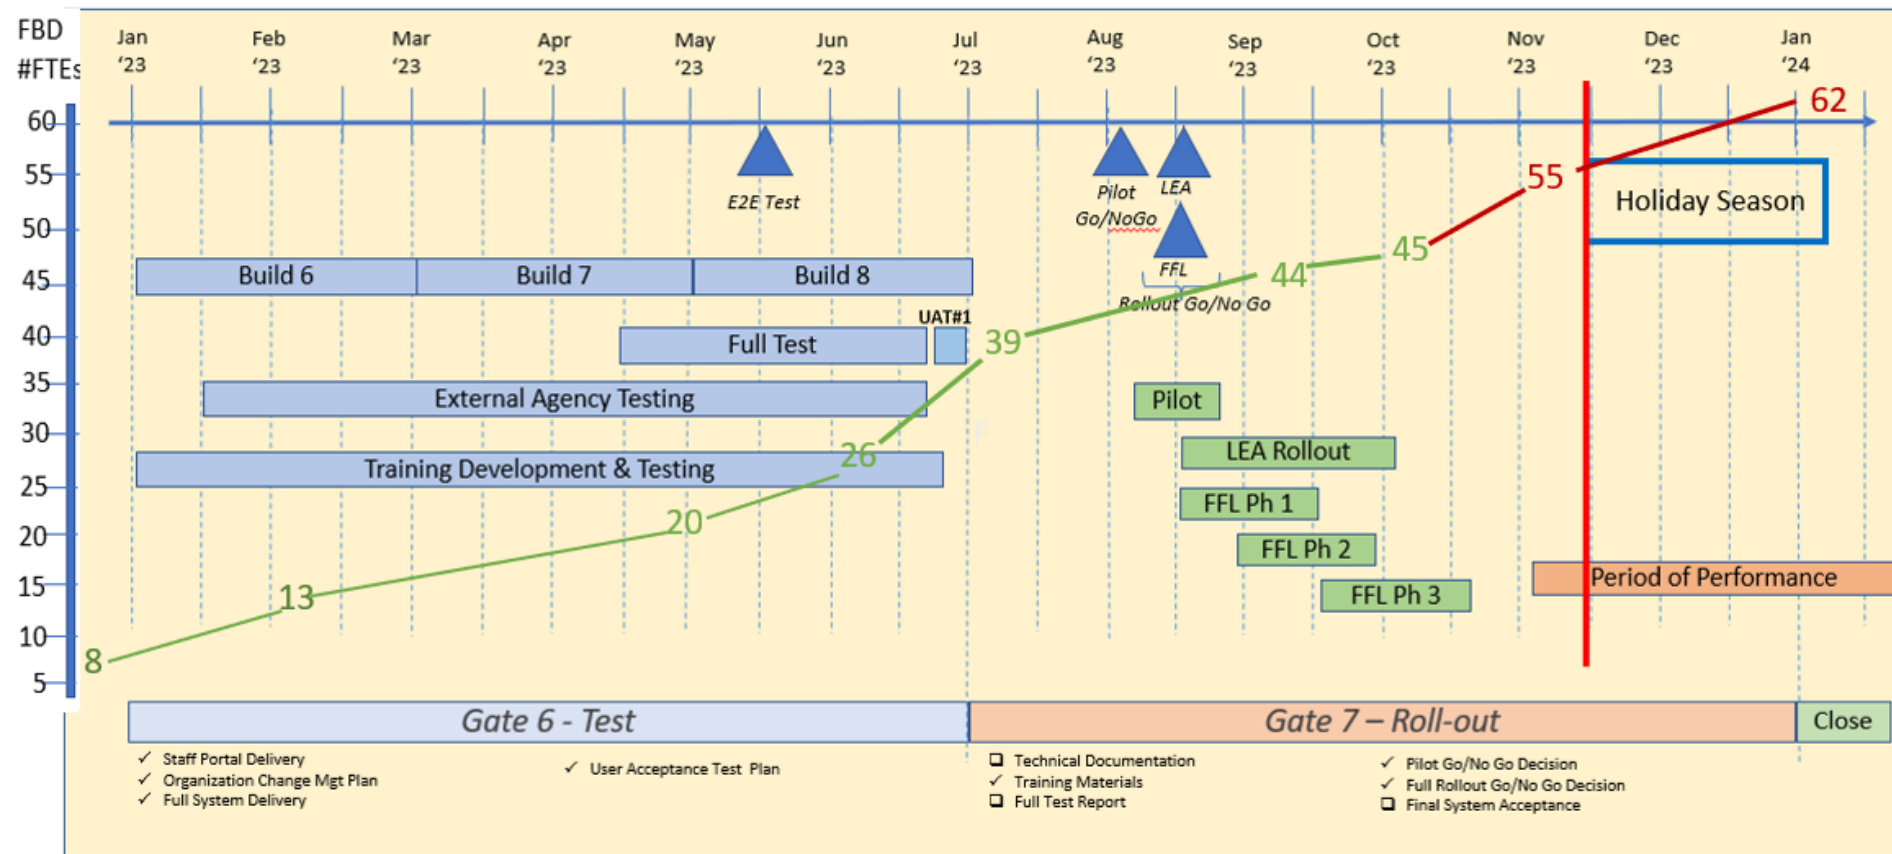 FBD
#FTEs
Jan
‘23
Feb
‘23
Mar
‘23
Apr
‘23
May
‘23
Jun
‘23
Jul
‘23
Aug
‘23
Sep
‘23
Oct
‘23
Nov
‘23
Dec
‘23
Jan
‘24
60
55
50
45
40
35
30
25
20
15
10
5
62
55
45
44
39
26
20
13
8
E2E Test
Pilot
Go/NoGo
LEA
FFL
Rollout Go/No Go
Holiday Season
Build 6
Build 7
Build 8
UAT#1
Full Test
External Agency Testing
Pilot
Training Development & Testing
LEA Rollout
FFL Ph 1
FFL Ph 2
FFL Ph 3
Period of Performance
Gate 6 - Test
Gate 7 – Roll-out
Close
✓ Staff Portal Delivery
✓ Organization Change Mgt Plan
✓ Full System Delivery
✓ User Acceptance Test Plan
❑ Technical Documentation
✓ Training Materials
❑ Full Test Report
✓ Pilot Go/No Go Decision
✓ Full Rollout Go/No Go Decision
❑ Final System Acceptance